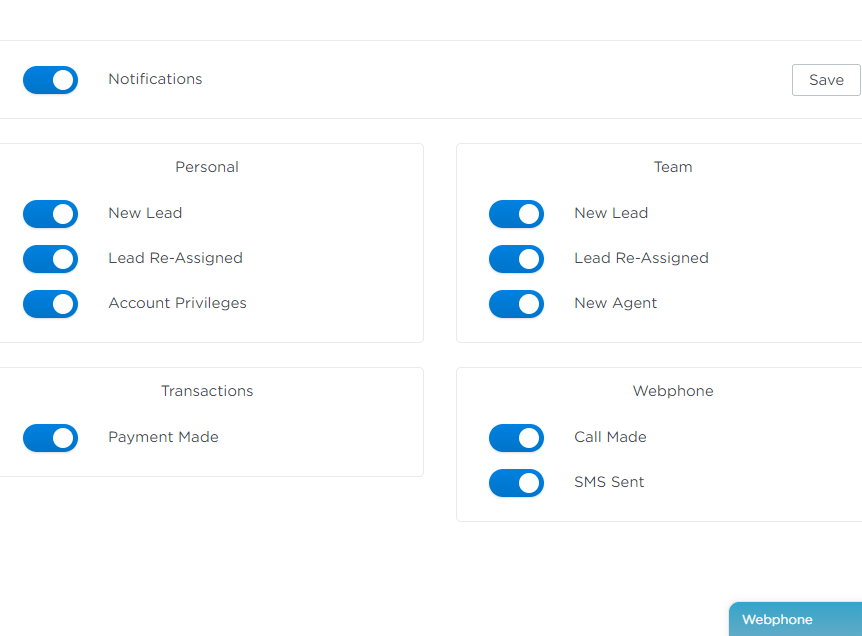 Notifications
Save
Personal
New Lead
Lead Re-Assigned
Account Privileges
Team
New Lead
Lead Re-Assigned
New Agent
Transactions
Payment Made
Webphone
Call Made
SMS Sent
Webphone